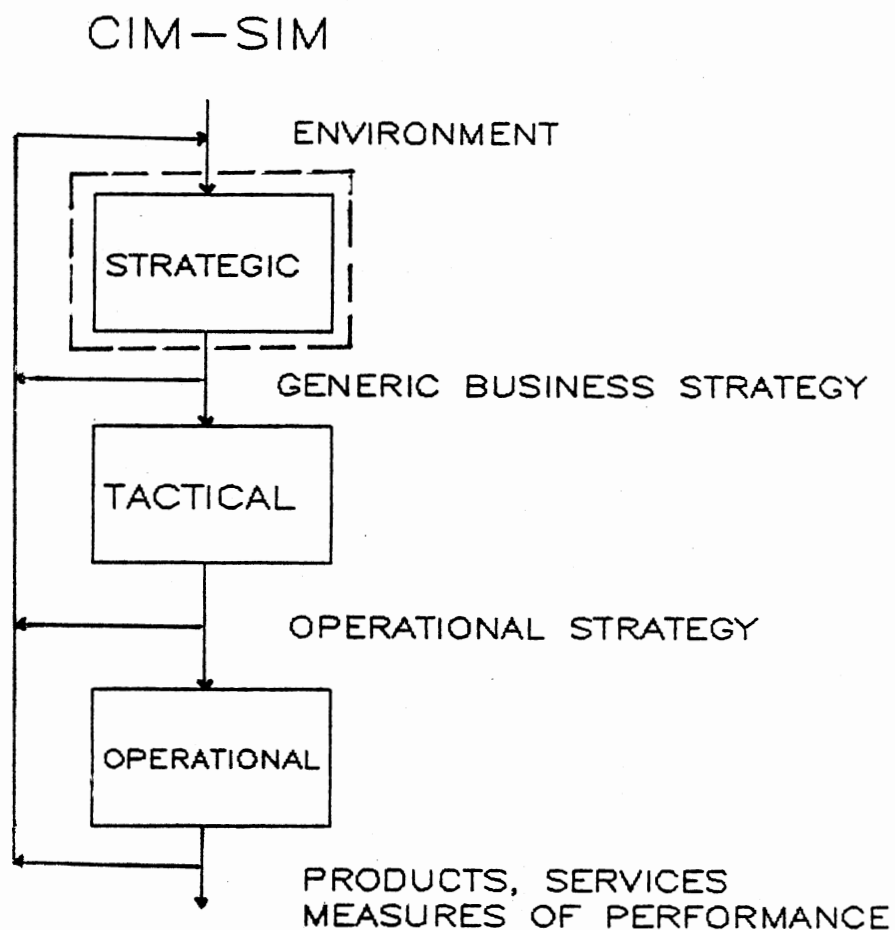 CIM-SIM
ENVIRONMENT
STRATEGIC
GENERIC BUSINESS STRATEGY
TACTICAL
OPERATIONAL STRATEGY
OPERATIONAL
PRODUCTS, SERVICES
MEASURES OF PERFORMANCE